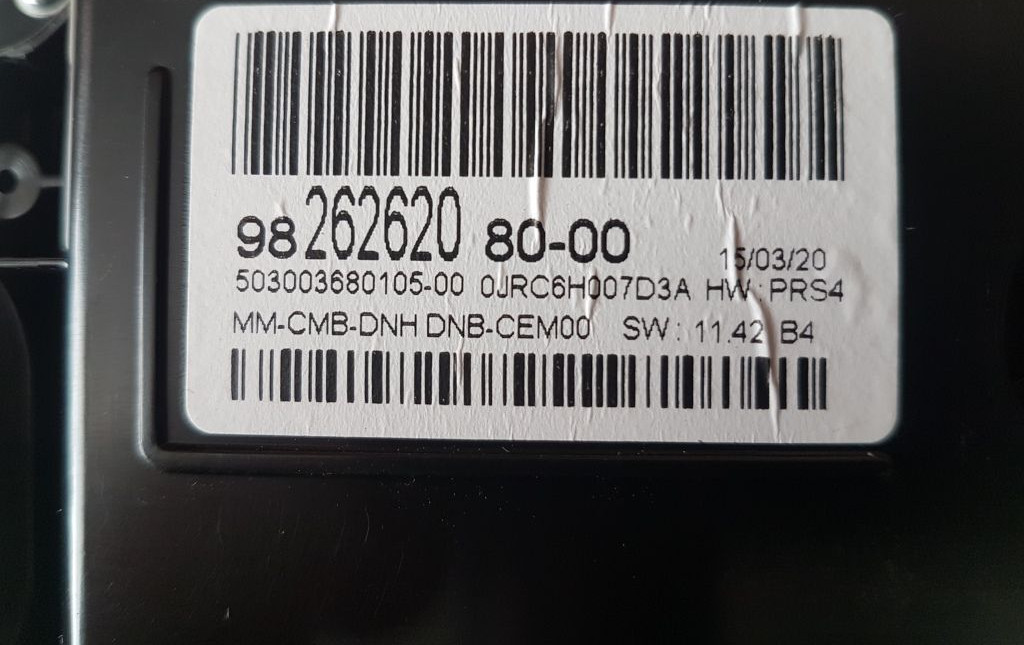 98 262620 80-00 15/03/20
503003680105-00 0JRC6H007D3A HW: PRS4
MM-CMB-DNH DNB-CEM00 SW: 11.42 B4